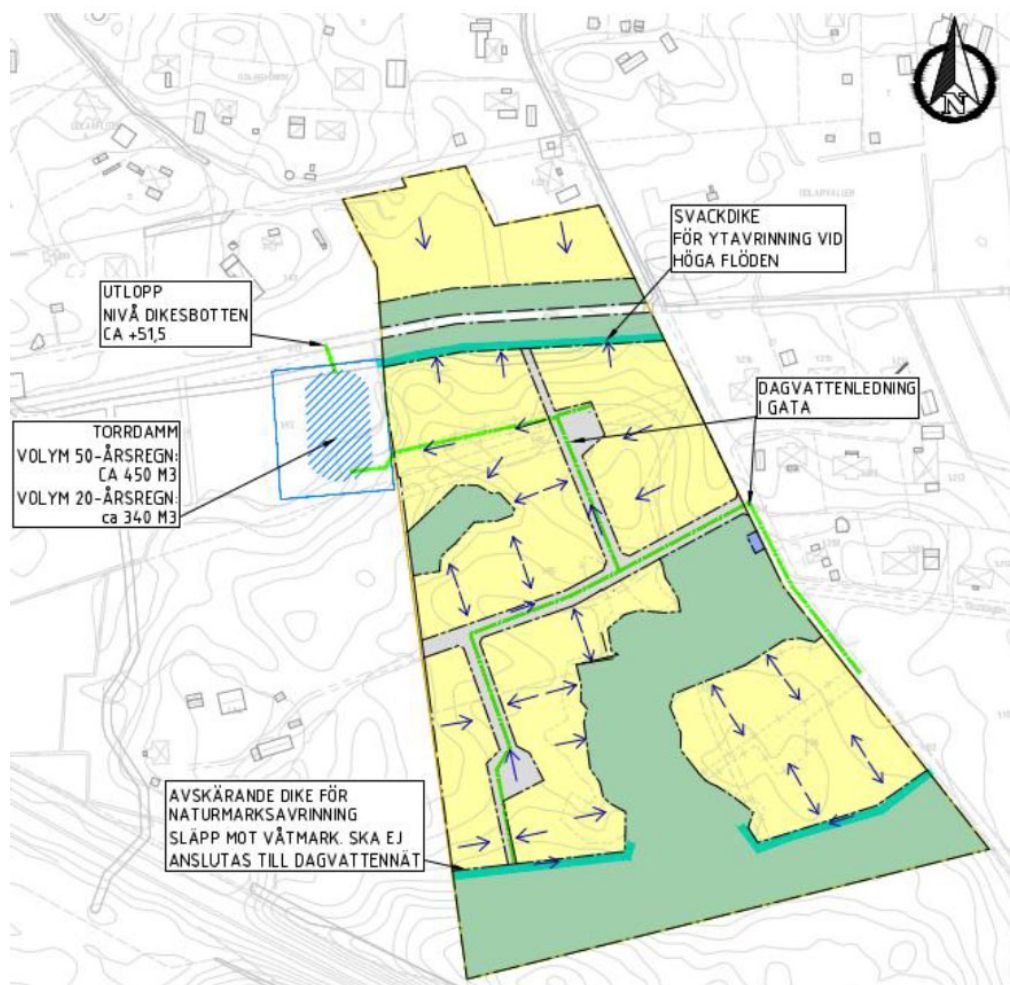 N
SVACKDIKE
FÖR YTAVRINNING VID
HÖGA FLÖDEN
UTLOPP
NIVÅ DIKESBOTTEN
CA +51,5
DAGVATTENLEDNING
I GATA
TORRDAMM
VOLYM 50-ÅRSREGN:
CA 450 M3
VOLYM 20-ÅRSREGN:
ca 340 M3
AVSKÄRANDE DIKE FÖR
NATURMARKSAVRINNING
SLÄPP MOT VÅTMARK. SKA EJ
ANSLUTAS TILL DAGVATTENNÄT